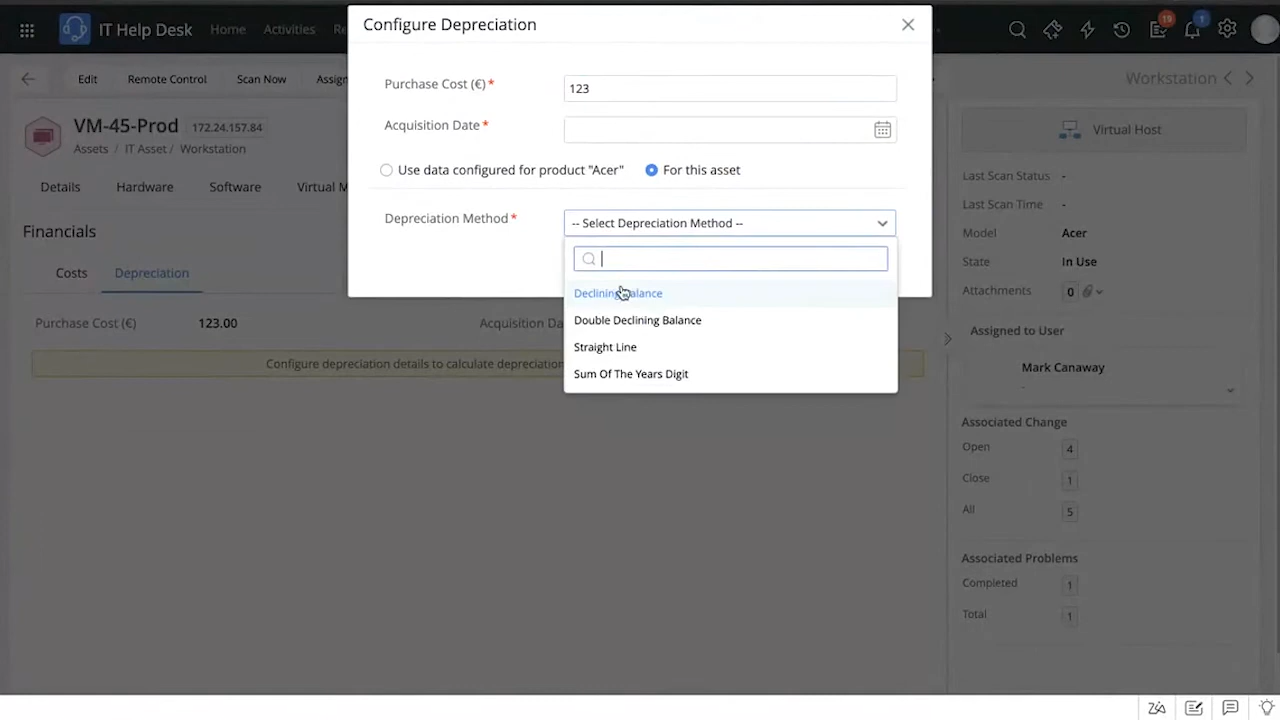 Configure Depreciation
IT Help Desk
Home
Activities
19
1
Purchase Cost (€)*
123
Edit
Remote Control
Scan Now
Workstation
VM-45-Prod
172.24.157.84
Assets / IT Asset / Workstation
Acquisition Date*
Virtual Host
Use data configured for product "Acer"
For this asset
Last Scan Status -
Last Scan Time -
Details
Hardware
Software
Virtual M
Depreciation Method*
-- Select Depreciation Method --
Model Acer
State In Use
Attachments 0
Financials
Costs
Depreciation
Declining Balance
Double Declining Balance
Straight Line
Sum Of The Years Digit
Purchase Cost (€) 123.00
Acquisition Da
Configure depreciation details to calculate depreciation
Assigned to User
Mark Canaway
-
Associated Change
Open 4
Close 1
All 5
Associated Problems
Completed 1
Total 1